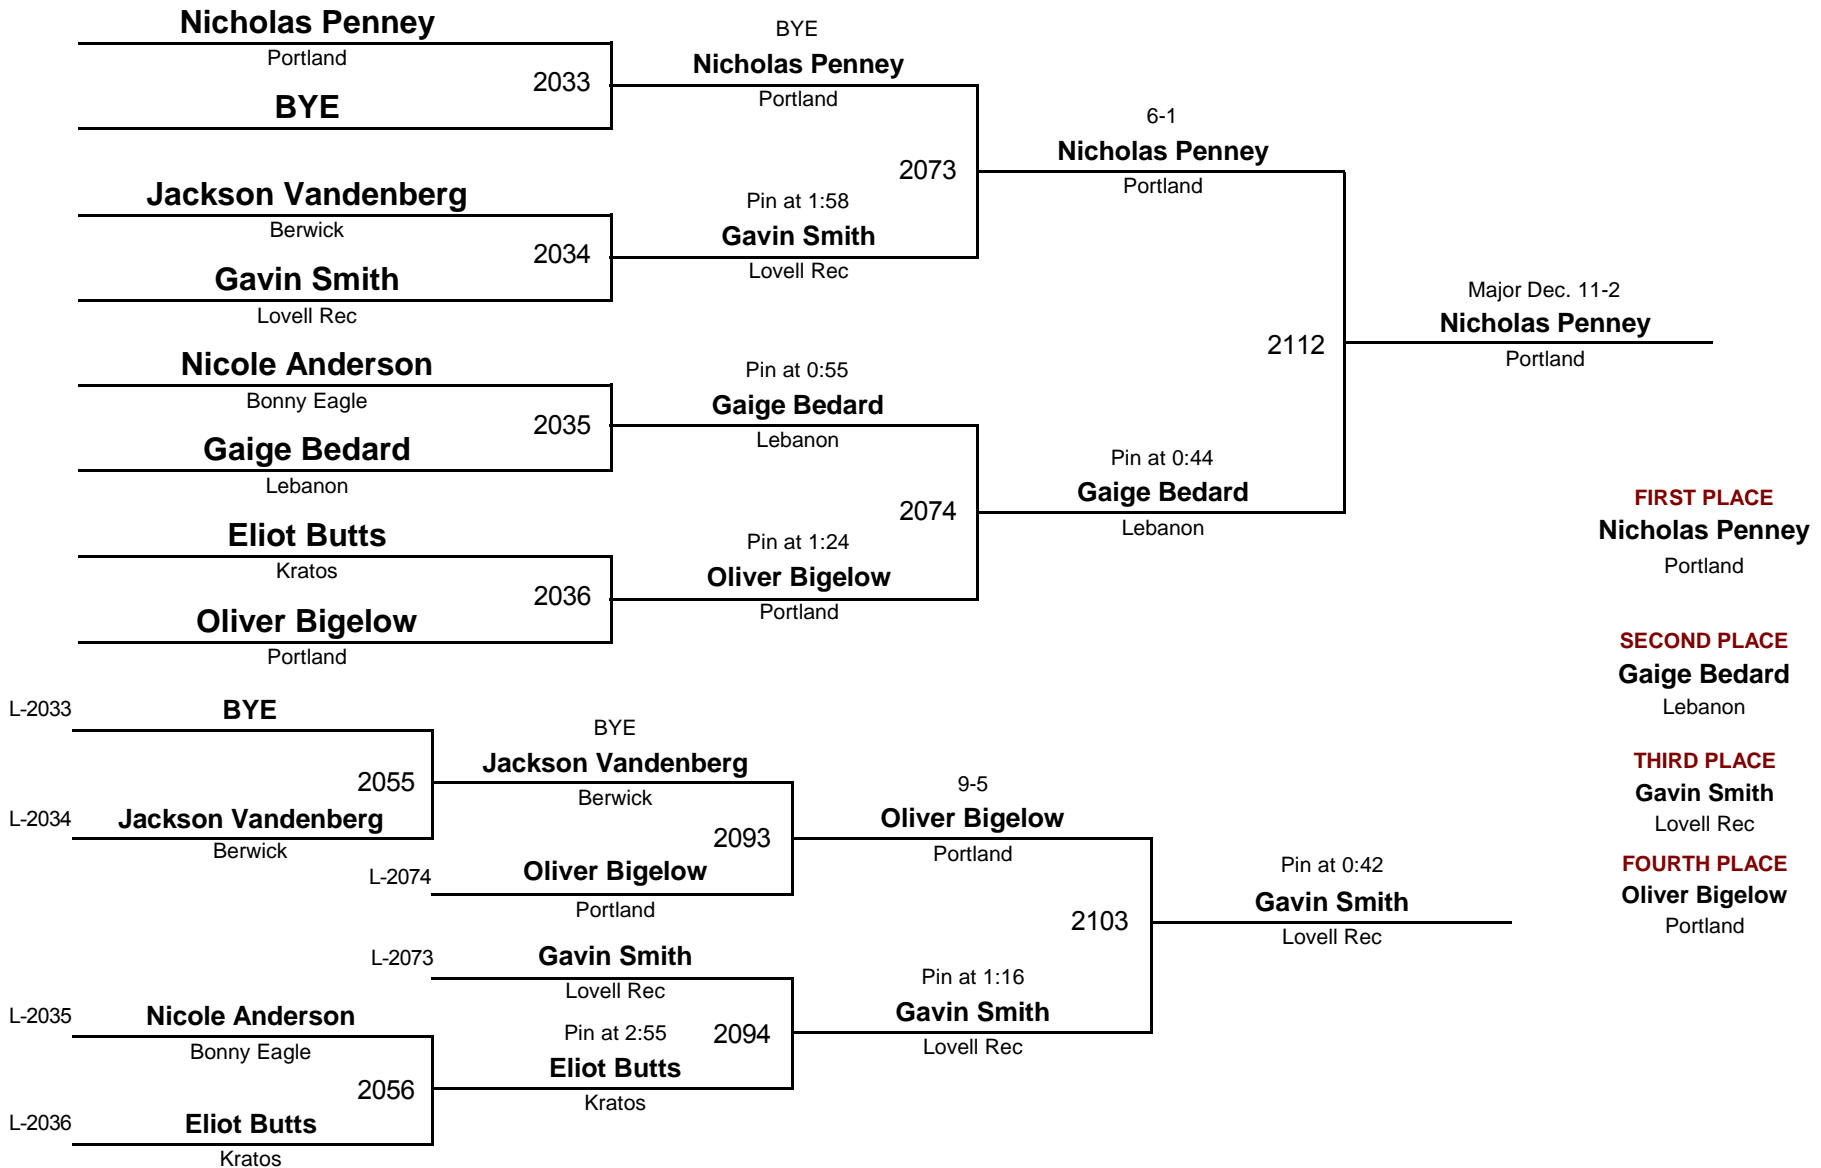 Nicholas Penney
Portland
2033
BYE
Jackson Vandenberg
Berwick
2034
Gavin Smith
Lovell Rec
Nicole Anderson
Bonny Eagle
2035
Gaige Bedard
Lebanon
Eliot Butts
Kratos
2036
Oliver Bigelow
Portland
BYE
Nicholas Penney
Portland
2073
Pin at 1:58
Gavin Smith
Lovell Rec
Pin at 0:55
Gaige Bedard
Lebanon
2074
Pin at 1:24
Oliver Bigelow
Portland
6-1
Nicholas Penney
Portland
2112
Pin at 0:44
Gaige Bedard
Lebanon
Major Dec. 11-2
Nicholas Penney
Portland
FIRST PLACE
Nicholas Penney
Portland
SECOND PLACE
Gaige Bedard
Lebanon
THIRD PLACE
Gavin Smith
Lovell Rec
FOURTH PLACE
Oliver Bigelow
Portland
L-2033
BYE
2055
L-2034
Jackson Vandenberg
Berwick
BYE
Jackson Vandenberg
Berwick
2093
L-2074
Oliver Bigelow
Portland
L-2073
Gavin Smith
Lovell Rec
2094
L-2035
Nicole Anderson
Bonny Eagle
2056
L-2036
Eliot Butts
Kratos
Pin at 2:55
Eliot Butts
Kratos
9-5
Oliver Bigelow
Portland
2103
Pin at 1:16
Gavin Smith
Lovell Rec
Pin at 0:42
Gavin Smith
Lovell Rec